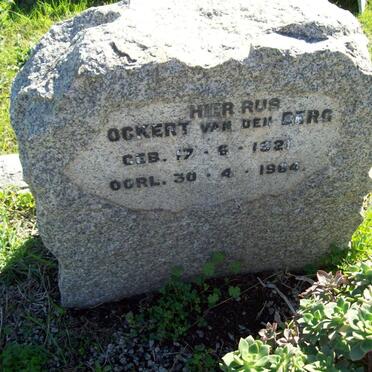 HIER RUS
OCKERT VAN DEN BERG
GEB. 17 · 6 · 1921
OORL. 30 · 4 · 1964.